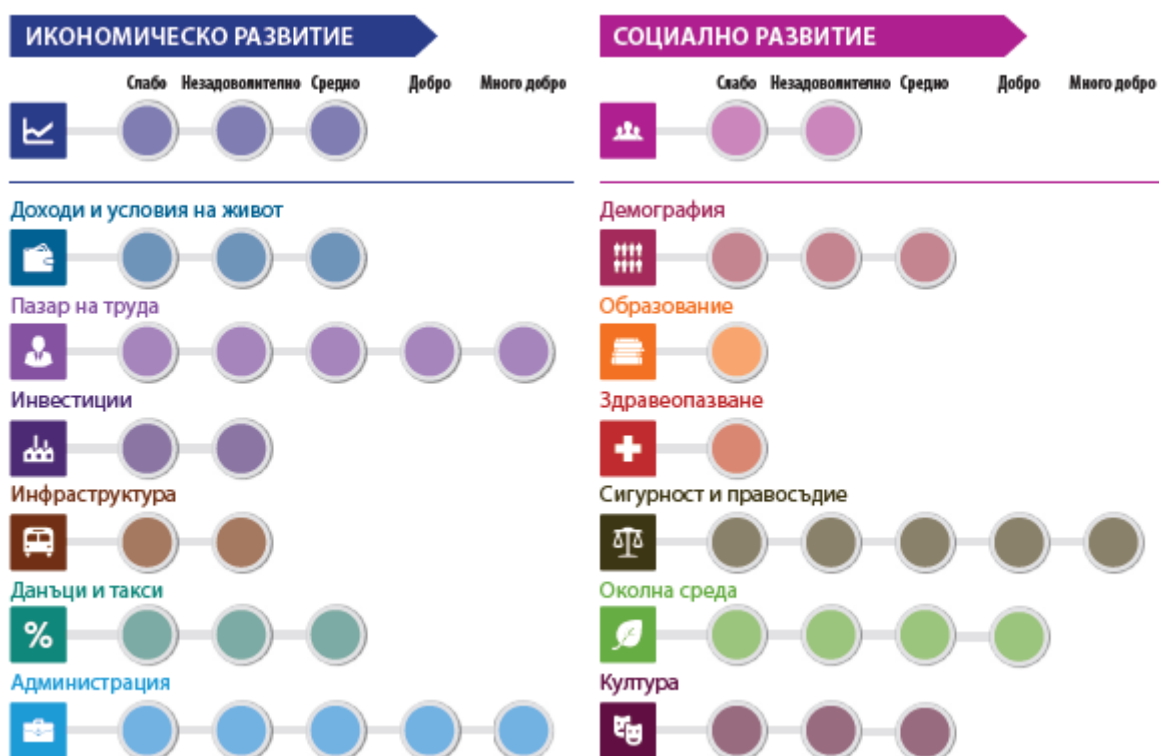 ИКОНОМИЧЕСКО РАЗВИТИЕ
Слабо Незадоволително Средно Добро Много добро
Доходи и условия на живот
Пазар на труда
Инвестиции
Инфраструктура
Данъци и такси
%
Администрация
СОЦИАЛНО РАЗВИТИЕ
Слабо Незадоволително Средно Добро Много добро
Демография
Образование
Здравеопазване
Сигурност и правосъдие
Околна среда
Култура